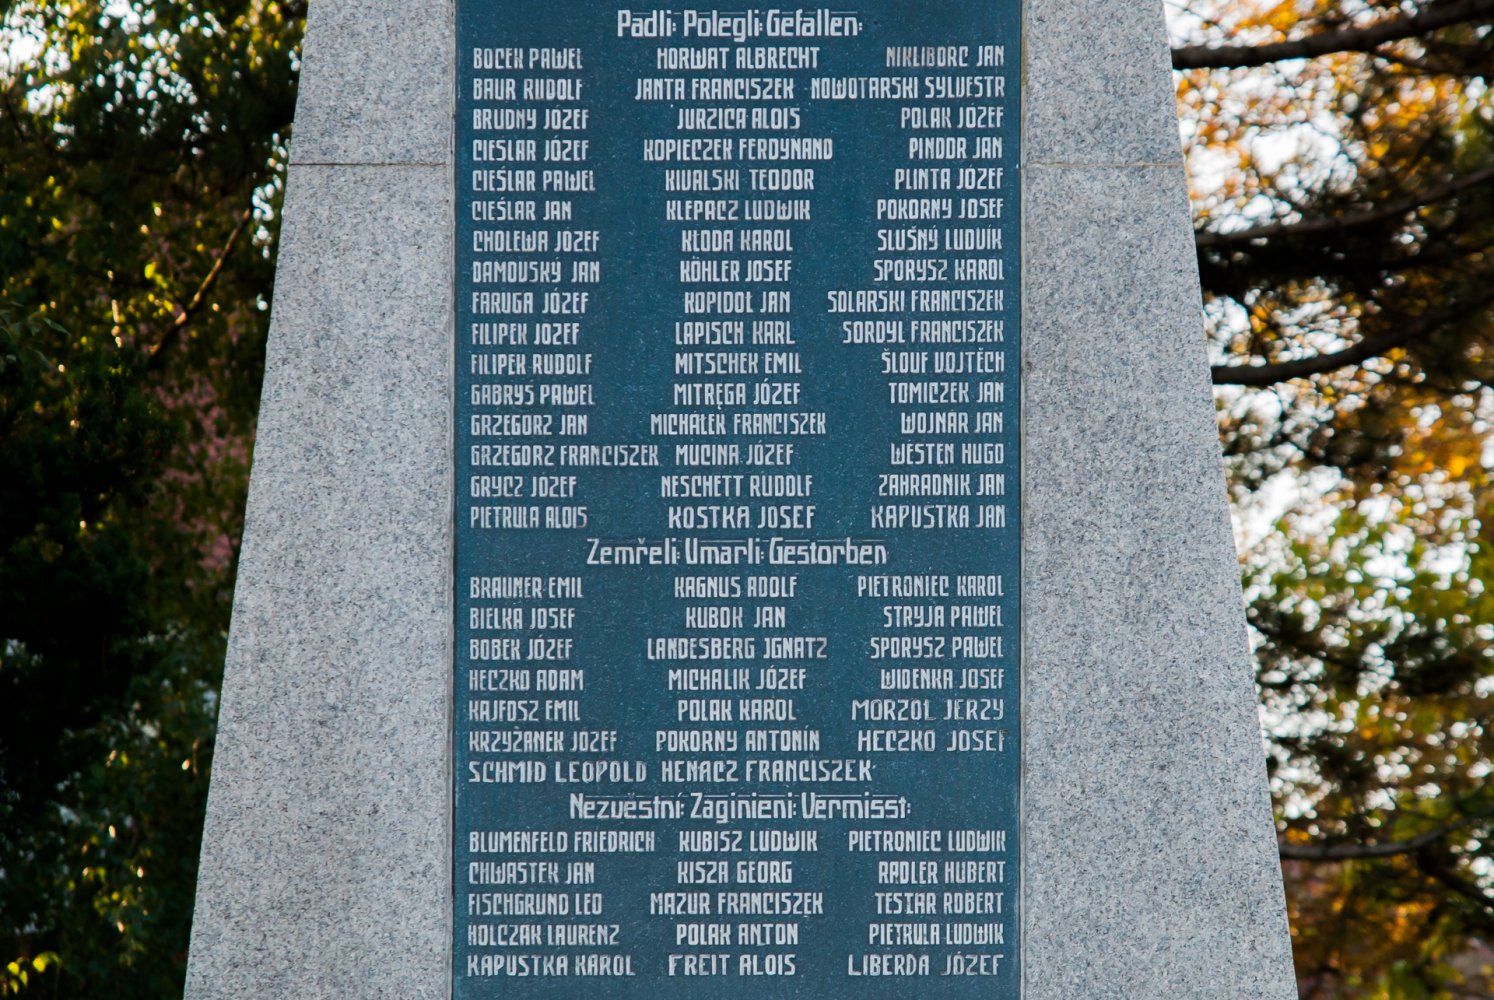 Padli: Polegli: Gefallen:
BOCEK PAWEL HORWAT ALBRECHT NIKLIBORC JAN
BAUR RUDOLF JANTA FRANCISZEK NOWOTARSKI SYLVESTR
BRUDNY JÓZEF JURZICA ALOIS POLAK JÓZEF
CIEŚLAR JÓZEF KOPIECZEK FERDYNAND PINDOR JAN
CIEŚLAR PAWEL KIVALSKI TEODOR PLINTA JÓZEF
CIEŚLAR JAN KLEPACZ LUDWIK POKORNY JOSEF
CHOLEWA JÓZEF KŁODA KAROL SLUŠNÝ LUDVÍK
DAMOVSKÝ JAN KÖHLER JOSEF SPORYSZ KAROL
FARUGA JÓZEF KOPIDOL JAN SOLARSKI FRANCISZEK
FILIPEK JÓZEF LAPISCH KARL SORDYL FRANCISZEK
FILIPEK RUDOLF MITSCHEK EMIL ŠLOUF VOJTĚCH
GABRYŚ PAWEŁ MITRĘGA JÓZEF TOMICZEK JAN
GRZEGORZ JAN MICHÁLEK FRANCISZEK WOJNAR JAN
GRZEGORZ FRANCISZEK MUCINA JÓZEF WESTEN HUGO
GRYCZ JÓZEF NESCHETT RUDOLF ZAHRADNIK JAN
PIETRULA ALOIS KOSTKA JOSEF KAPUSTKA JAN
Zemřeli: Umarli: Gestorben
BRAUNER EMIL KAGNUS ADOLF PIETRONIEC KAROL
BIELKA JOSEF KUBOK JAN STRYJA PAWEŁ
BOBEK JÓZEF LANDESBERG IGNATZ SPORYSZ PAWEŁ
HECZKO ADAM MICHALIK JÓZEF WIDENKA JOSEF
KAJFOSZ EMIL POLAK KAROL MORZOL JERZY
KRZYŻANEK JÓZEF POKORNY ANTONÍN HECZKO JOSEF
SCHMID LEOPOLD HENACZ FRANCISZEK
Nezvěstní: Zaginieni: Vermisst:
BLUMENFELD FRIEDRICH KUBISZ LUDWIK PIETRONIEC LUDWIK
CHWASTEK JAN KISZA GEORG RADLER HUBERT
FISCHGRUND LEO MAZUR FRANCISZEK TESTAR ROBERT
HOLCZAK LAURENZ POLAK ANTON PIETRULA LUDWIK
KAPUSTKA KAROL FREIT ALOIS LIBERDA JÓZEF